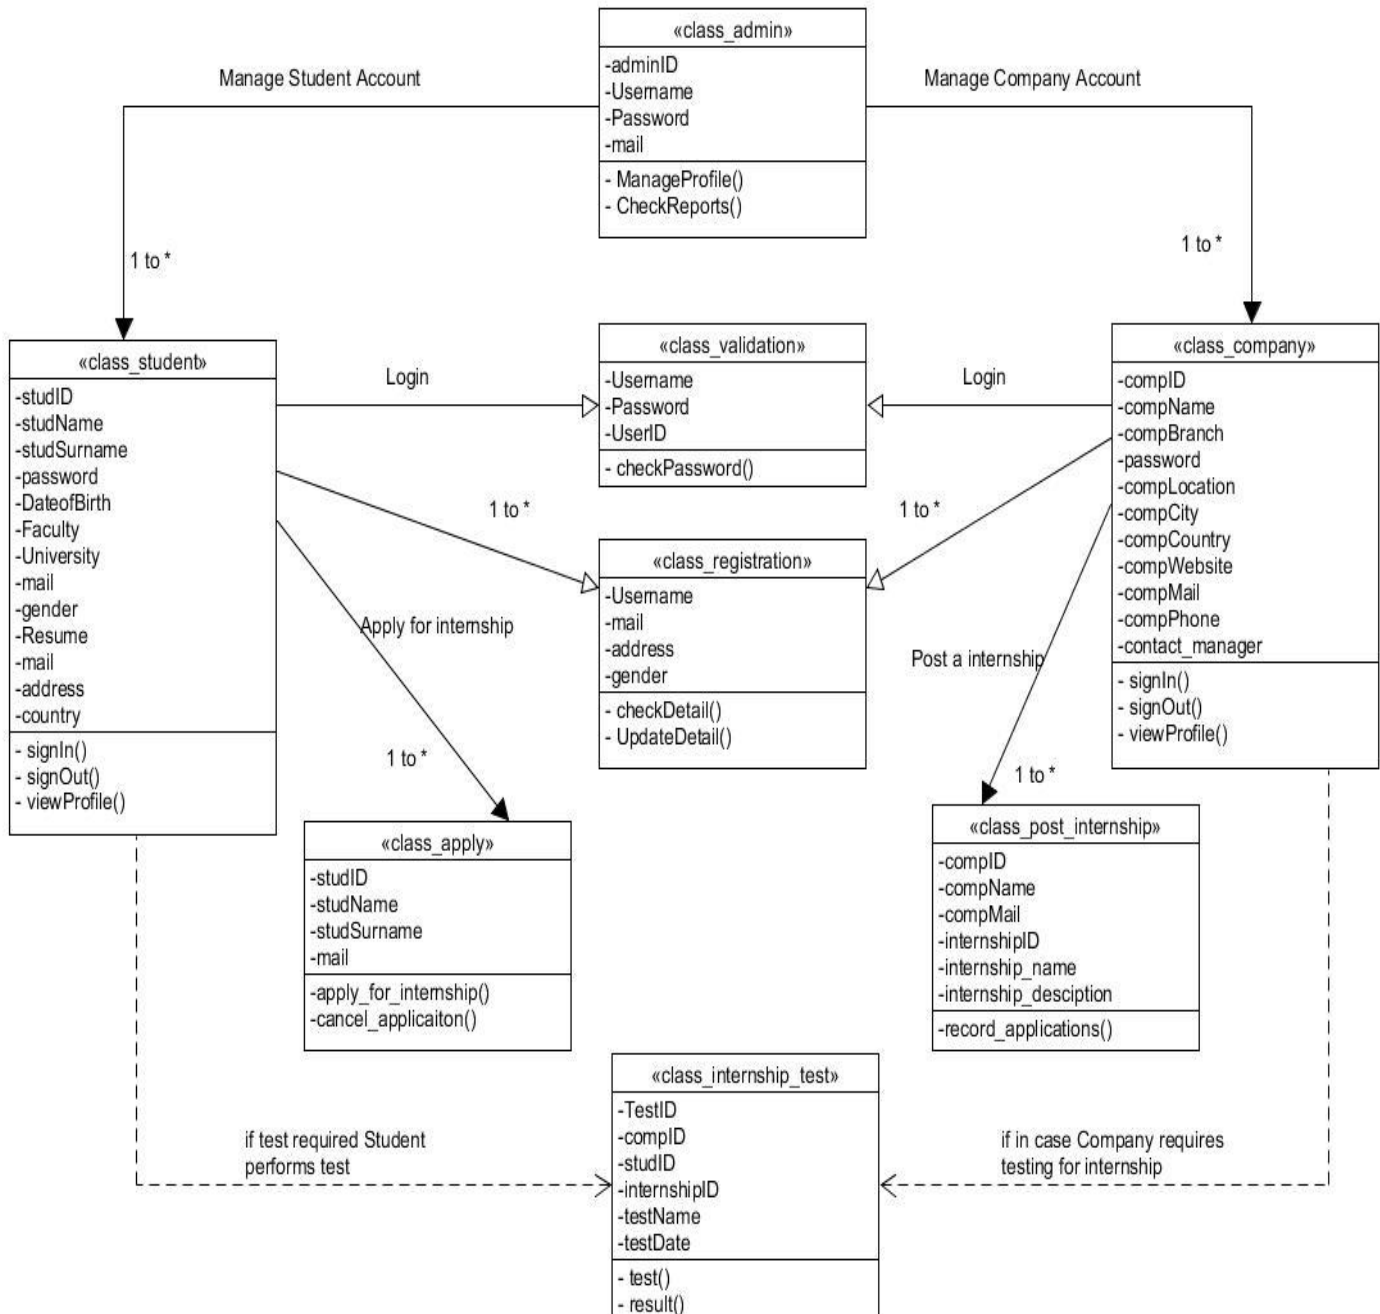 «class_admin»
-adminID
-Username
-Password
-mail
- ManageProfile()
- CheckReports()
Manage Student Account
Manage Company Account
1 to *
1 to *
«class_student»
-studID
-studName
-studSurname
-password
-DateofBirth
-Faculty
-University
-mail
-gender
-Resume
-mail
-address
-country
- signIn()
- signOut()
- viewProfile()
Login
«class_validation»
-Username
-Password
-UserID
- checkPassword()
Login
«class_company»
-compID
-compName
-compBranch
-password
-compLocation
-compCity
-compCountry
-compWebsite
-compMail
-compPhone
-contact_manager
- signIn()
- signOut()
- viewProfile()
1 to *
1 to *
«class_registration»
-Username
-mail
-address
-gender
- checkDetail()
- UpdateDetail()
Apply for internship
1 to *
Post a internship
1 to *
«class_apply»
-studID
-studName
-studSurname
-mail
-apply_for_internship()
-cancel_applicaiton()
«class_post_internship»
-compID
-compName
-compMail
-internshipID
-internship_name
-internship_desciption
-record_applications()
«class_internship_test»
-TestID
-compID
-studID
-internshipID
-testName
-testDate
- test()
- result()
if test required Student
performs test
if in case Company requires
testing for internship